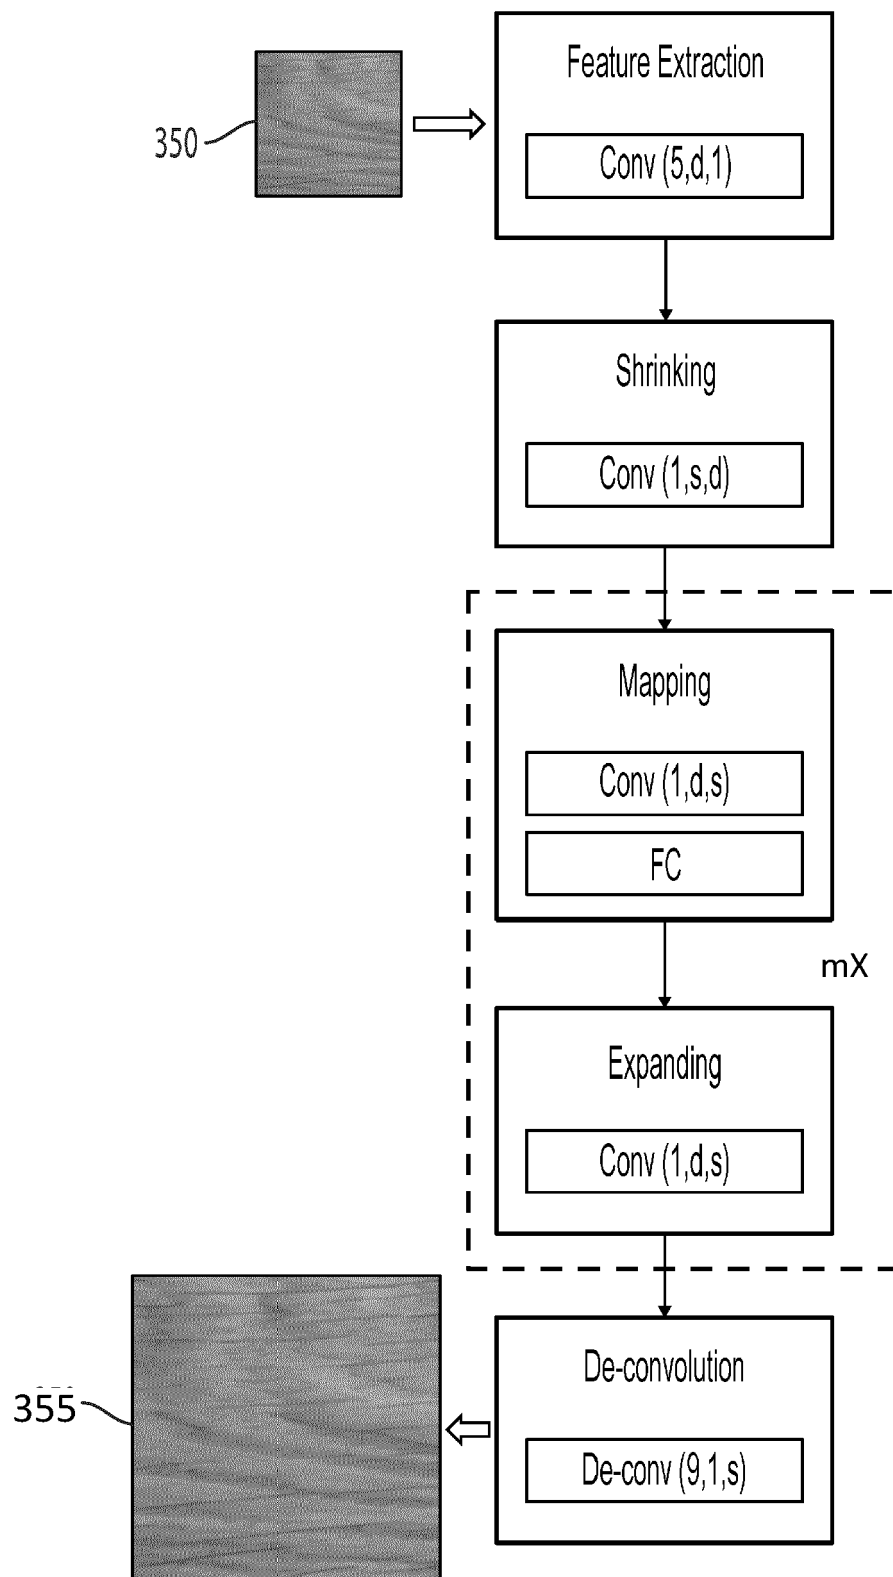 Feature Extraction
350
Conv (5,d,1)
Shrinking
Conv (1,s,d)
Mapping
Conv (1,d,s)
FC
mX
Expanding
Conv (1,d,s)
De-convolution
355
De-conv (9,1,s)